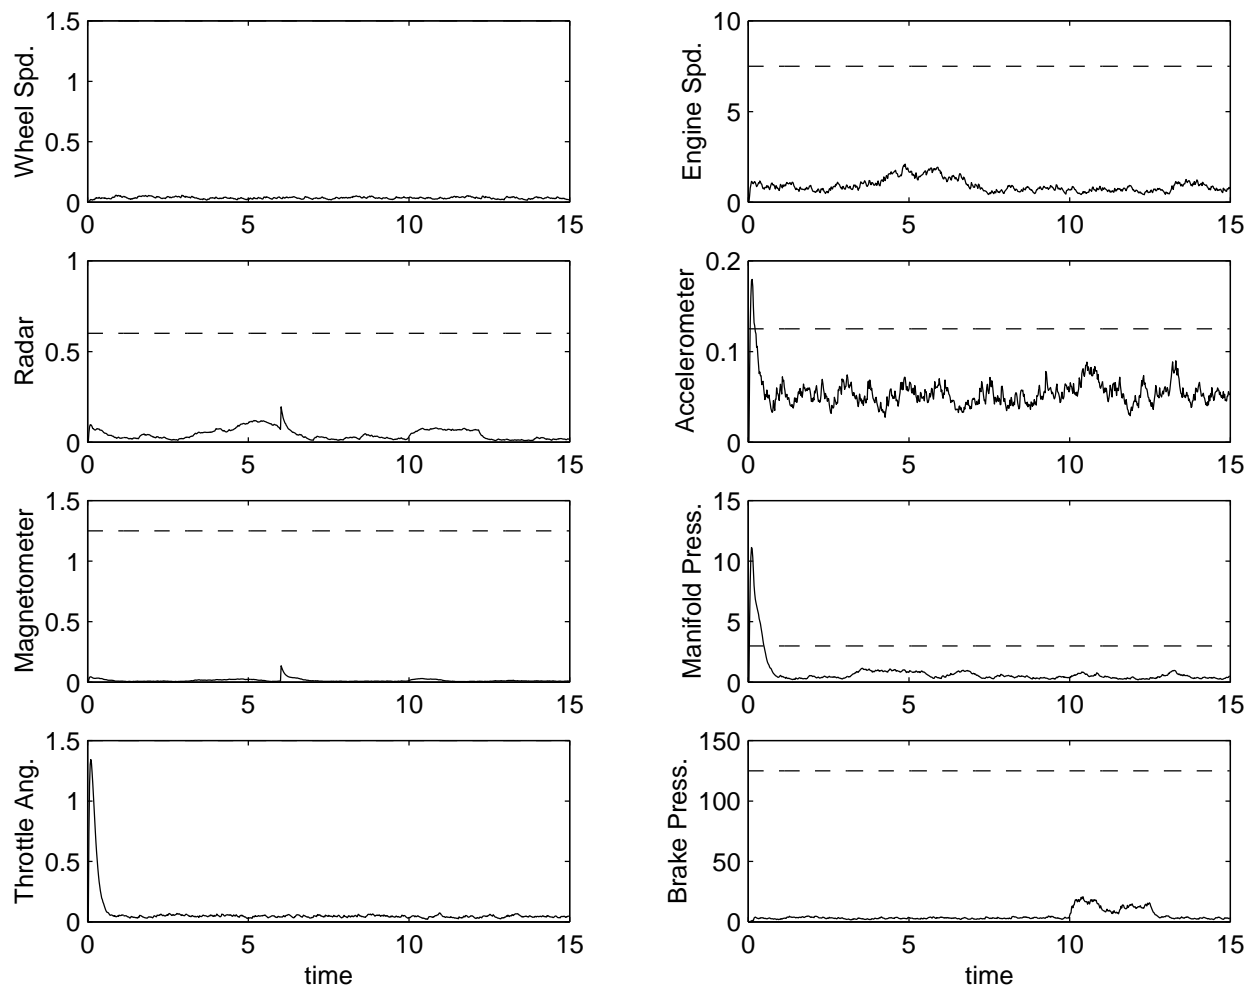 Wheel Spd.
1.5
1
0.5
0
0 5 10 15
Engine Spd.
10
5
0
0 5 10 15
Radar
1
0.5
0
0 5 10 15
Accelerometer
0.2
0.1
0
0 5 10 15
Magnetometer
1.5
1
0.5
0
0 5 10 15
Manifold Press.
15
10
5
0
0 5 10 15
Throttle Ang.
1.5
1
0.5
0
0 5 10 15
time
Brake Press.
150
100
50
0
0 5 10 15
time